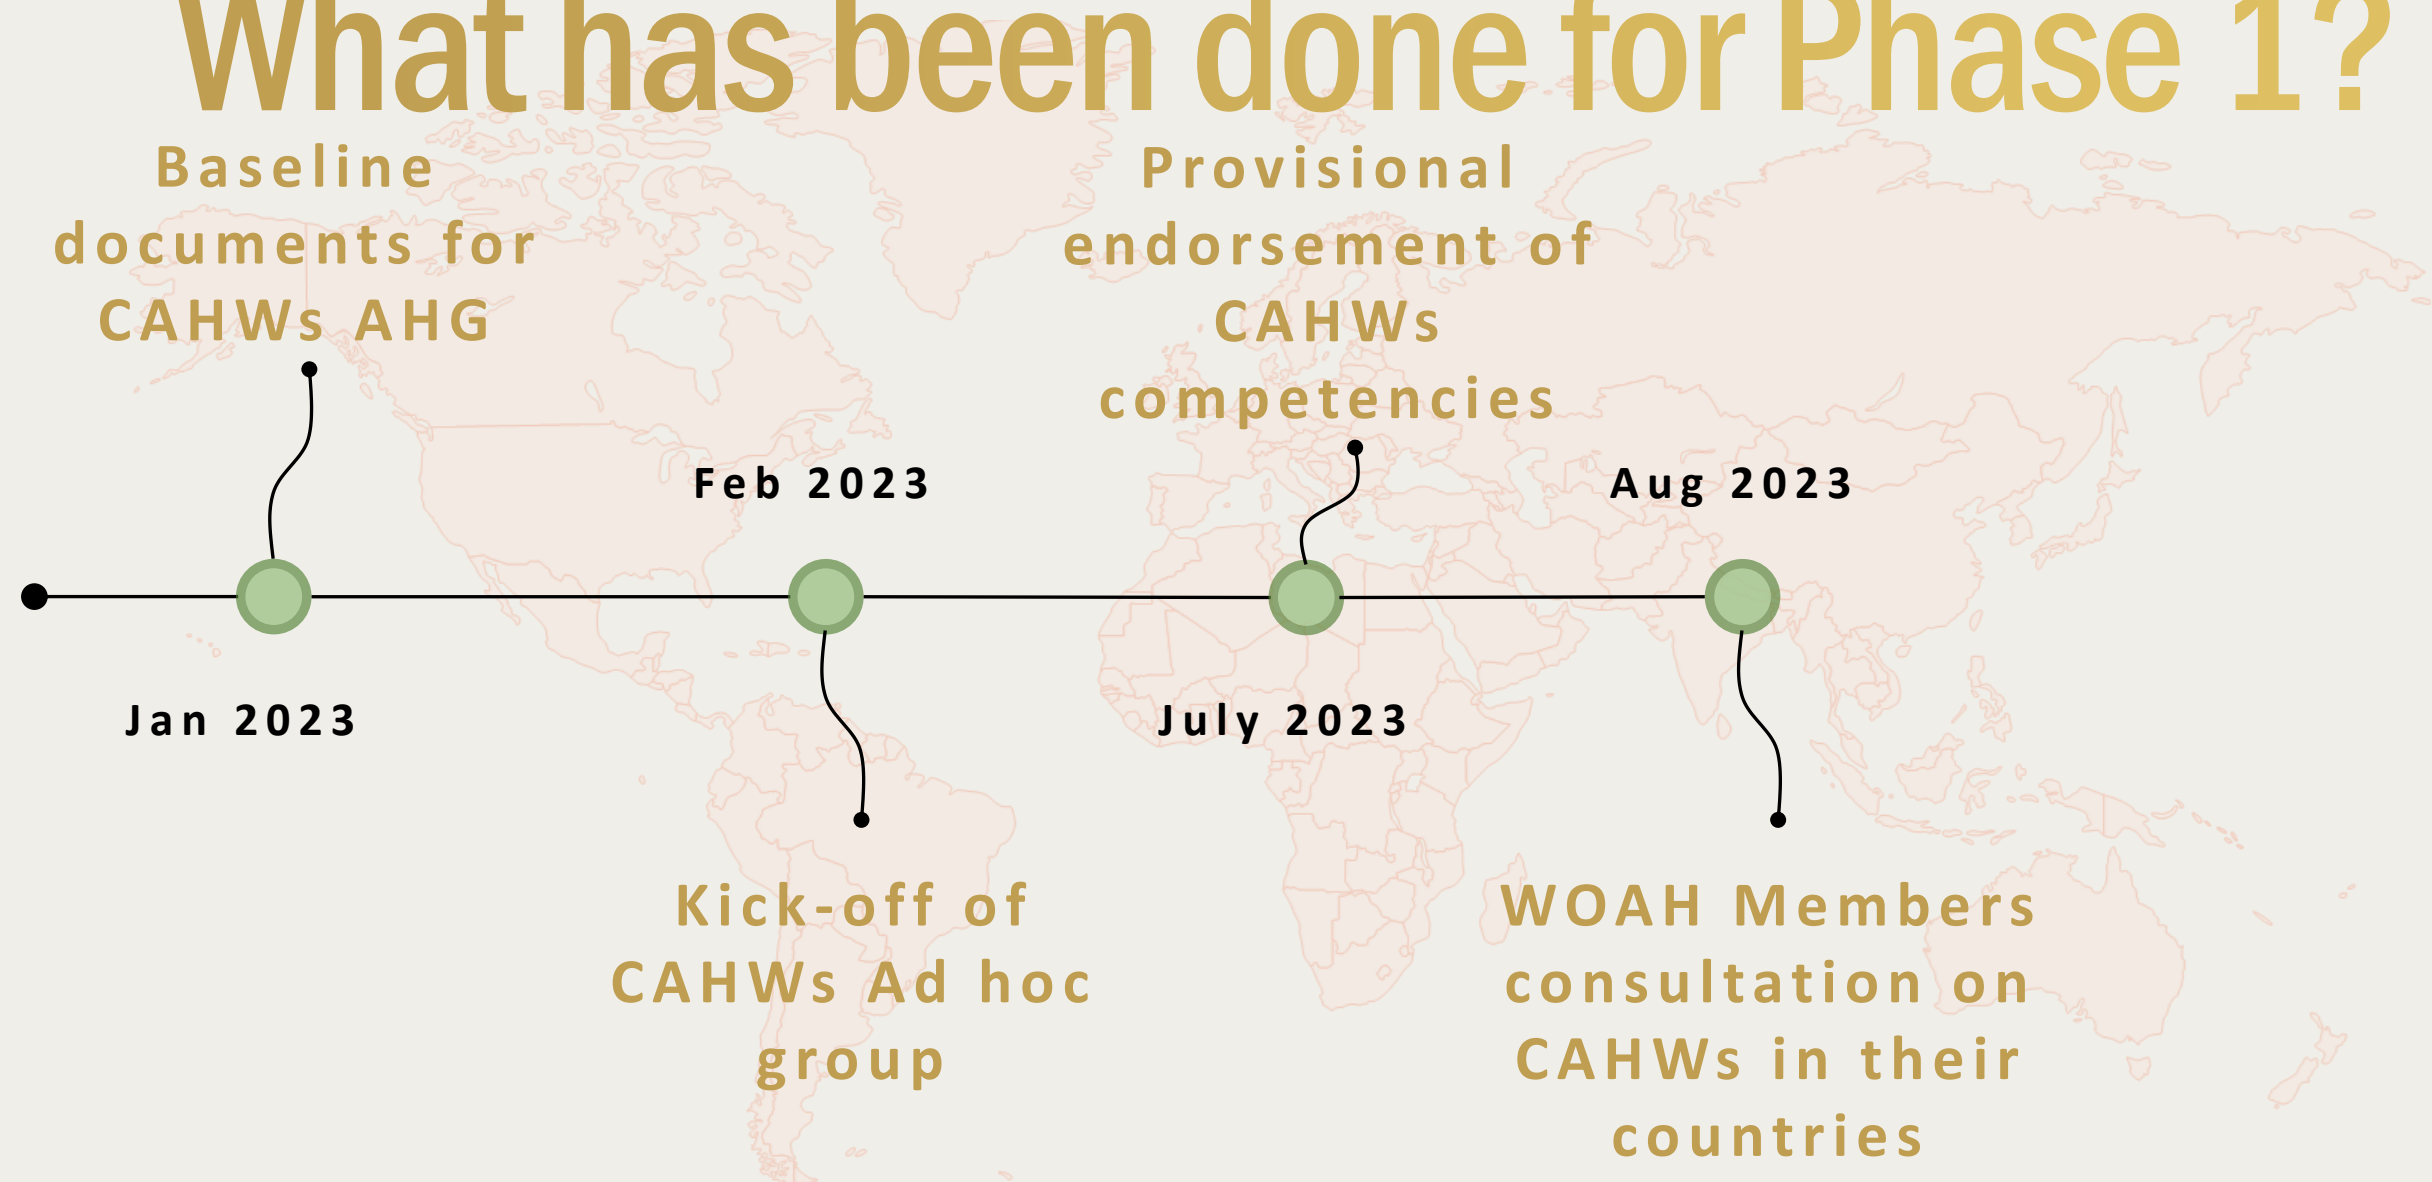 What has been done for Phase 1?
Baseline
documents for
CAHWs AHG
Jan 2023
Feb 2023
Kick-off of
CAHWs Ad hoc
group
Provisional
endorsement of
CAHWs
competencies
July 2023
Aug 2023
WOAH Members
consultation on
CAHWs in their
countries